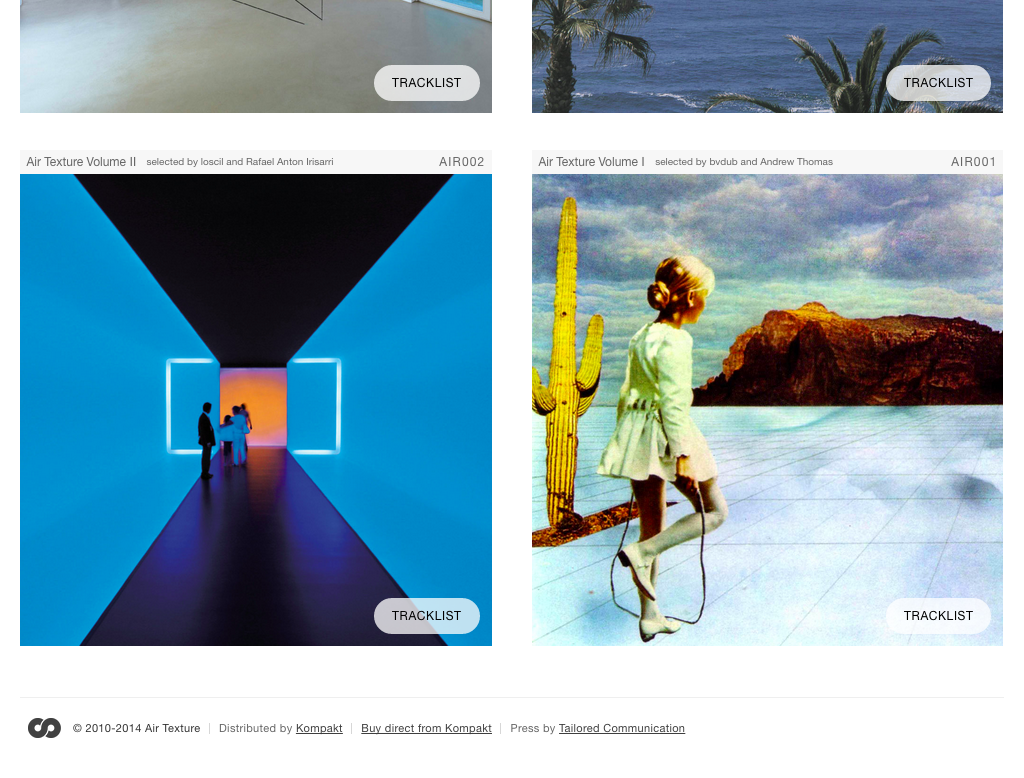 TRACKLIST
TRACKLIST
Air Texture Volume II selected by loscil and Rafael Anton Irisarri AIR002
Air Texture Volume I selected by bvdub and Andrew Thomas AIR001
TRACKLIST
TRACKLIST
© 2010-2014 Air Texture Distributed by Kompakt Buy direct from Kompakt Press by Tailored Communication